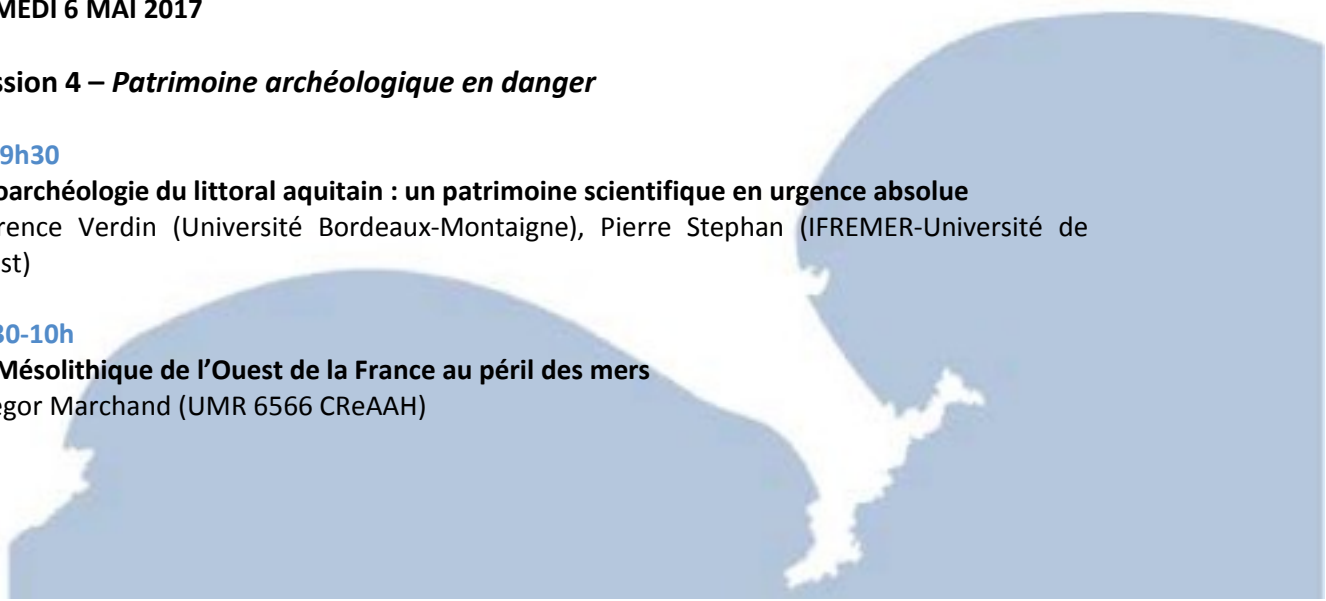 MEDI 6 MAI 2017
ssion 4 – Patrimoine archéologique en danger
9h30
oarchéologie du littoral aquitain : un patrimoine scientifique en urgence absolue
rence Verdin (Université Bordeaux-Montaigne), Pierre Stephan (IFREMER-Université de
st)
30-10h
Mésolithique de l’Ouest de la France au péril des mers
egor Marchand (UMR 6566 CReAAH)